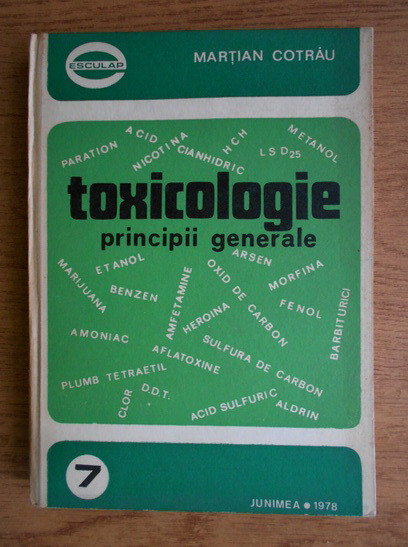 ESCULAP
MARȚIAN COTRĂU
PARATION
ACID CIANHIDRIC
NICOTINA
HCH
METANOL
LSD25
toxicologie
principii generale
MARIJUANA
ETANOL
BENZEN
AMFETAMINE
ARSEN
OXID DE CARBON
MORFINA
FENOL
BARBITURICI
AMONIAC
HEROINA
AFLATOXINE
SULFURA DE CARBON
PLUMB TETRAETIL
CLOR
D.D.T.
ACID SULFURIC
ALDRIN
7
JUNIMEA • 1978